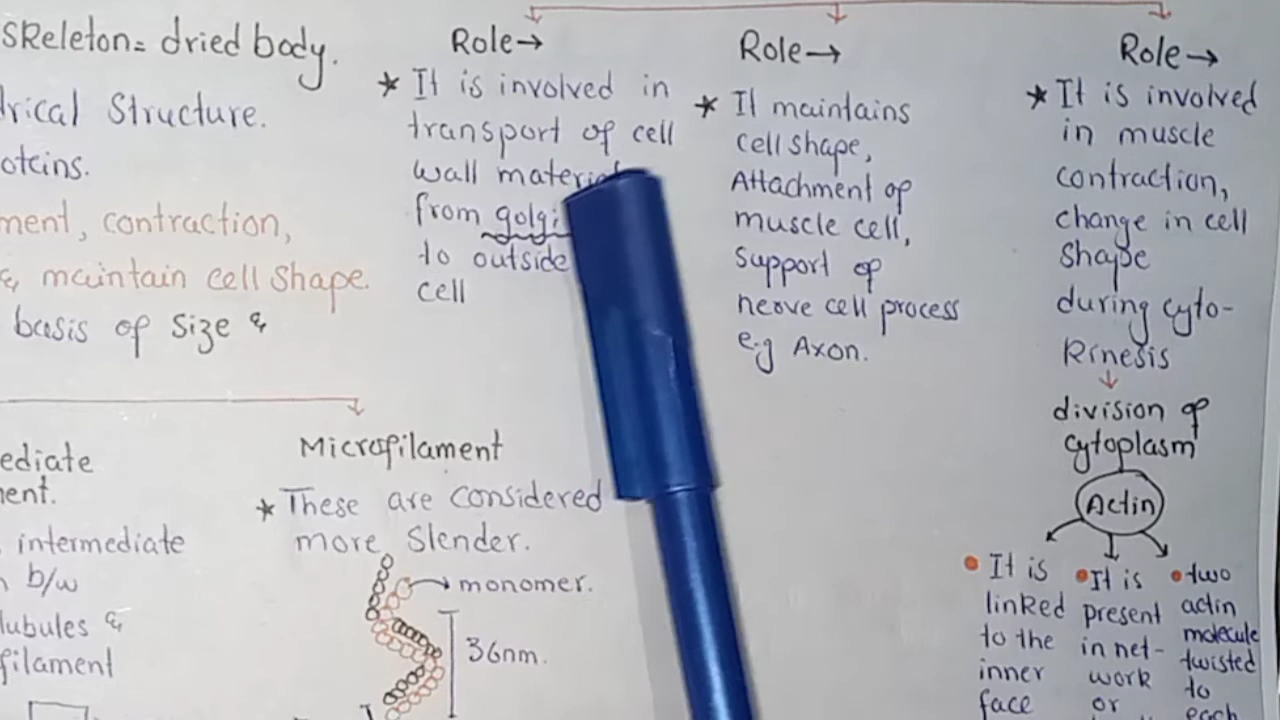 Skeleton = dried body.
drical Structure.
oteins.
ment, contraction,
& maintain cell shape.
basis of size &
Role→
* It is involved in
transport of cell
wall material
from golgi
to outside
cell
Role→
* It maintains
cell shape,
Attachment of
muscle cell,
Support of
nerve cell process
e.g Axon.
Role→
* It is involved
in muscle
contraction,
change in cell
shape
during cyto-
kinesis
division of
cytoplasm
Actin
• It is
linked
to the
inner
face
• It is
present
in net-
work
or
• two
actin
molecule
twisted
to
each
ediate
ment.
intermediate
b/w
tubules &
filament
Microfilament
* These are considered
more slender.
monomer.
36nm.